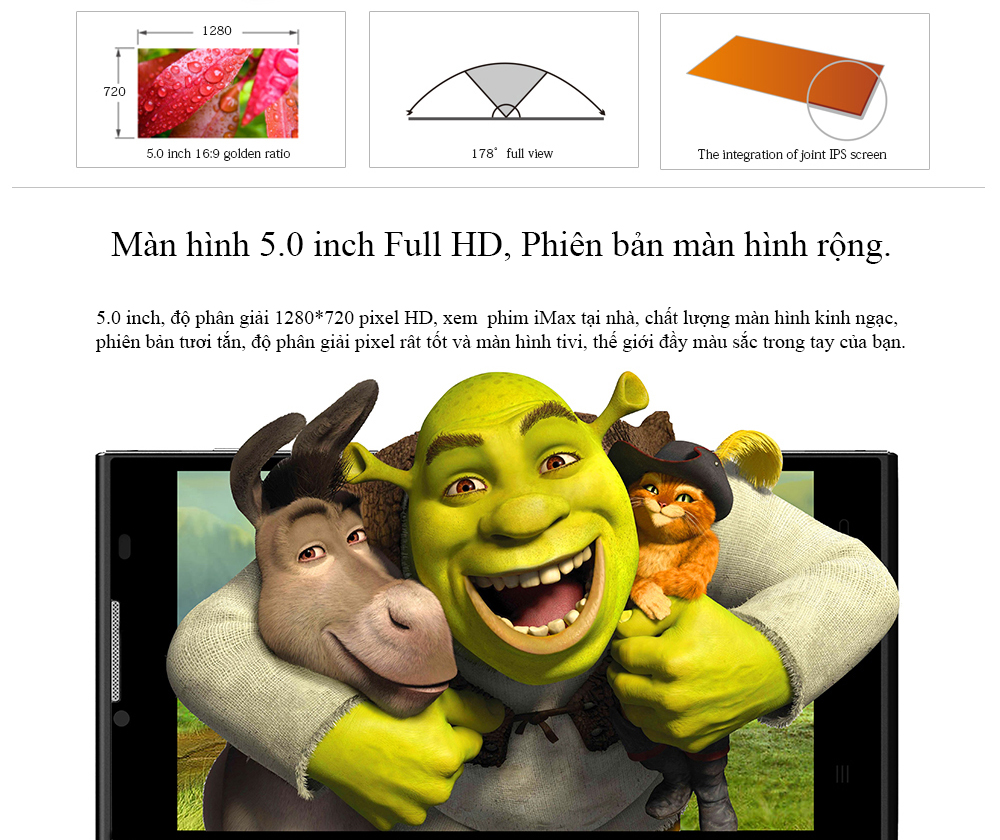 1280
720
5.0 inch 16:9 golden ratio
178° full view
The integration of joint IPS screen
Màn hình 5.0 inch Full HD, Phiên bản màn hình rộng.
5.0 inch, độ phân giải 1280*720 pixel HD, xem phim iMax tại nhà, chất lượng màn hình kinh ngạc,
phiên bản tươi tắn, độ phân giải pixel rât tốt và màn hình tivi, thế giới đầy màu sắc trong tay của bạn.